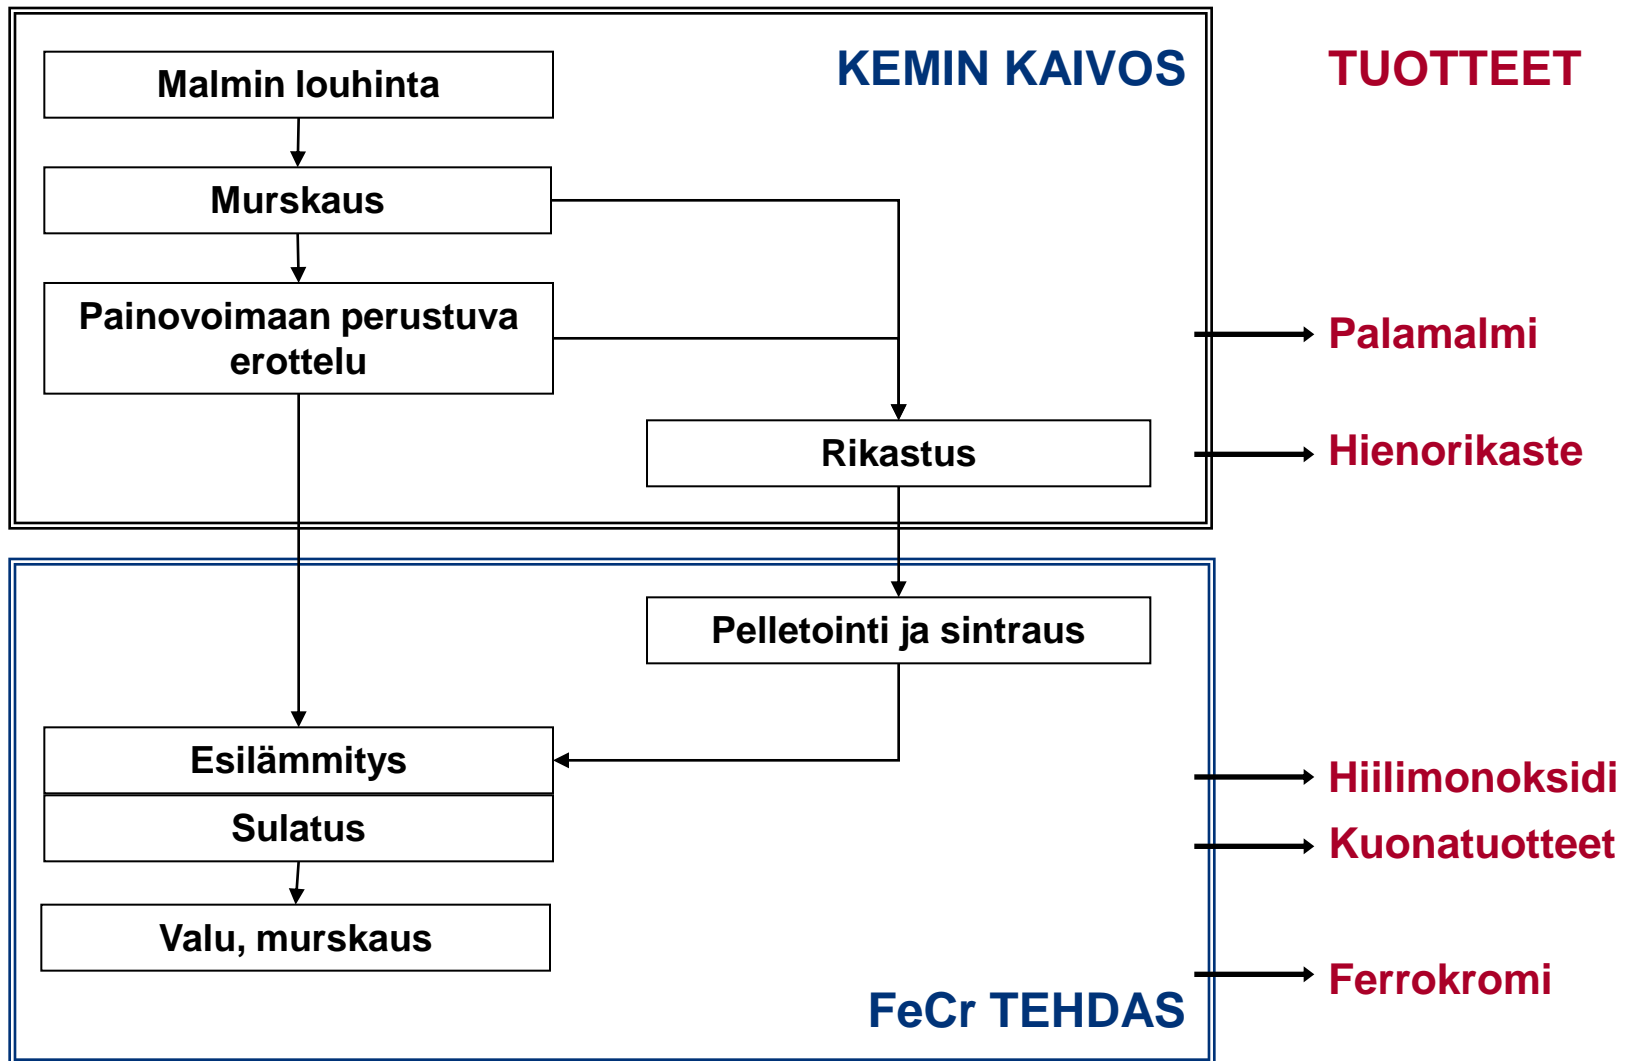 KEMIN KAIVOS
TUOTTEET
Malmin louhinta
Murskaus
Painovoimaan perustuva
erottelu
Palamalmi
Rikastus
Hienorikaste
Pelletointi ja sintraus
Esilämmitys
Hiilimonoksidi
Sulatus
Kuonatuotteet
Valu, murskaus
Ferrokromi
FeCr TEHDAS